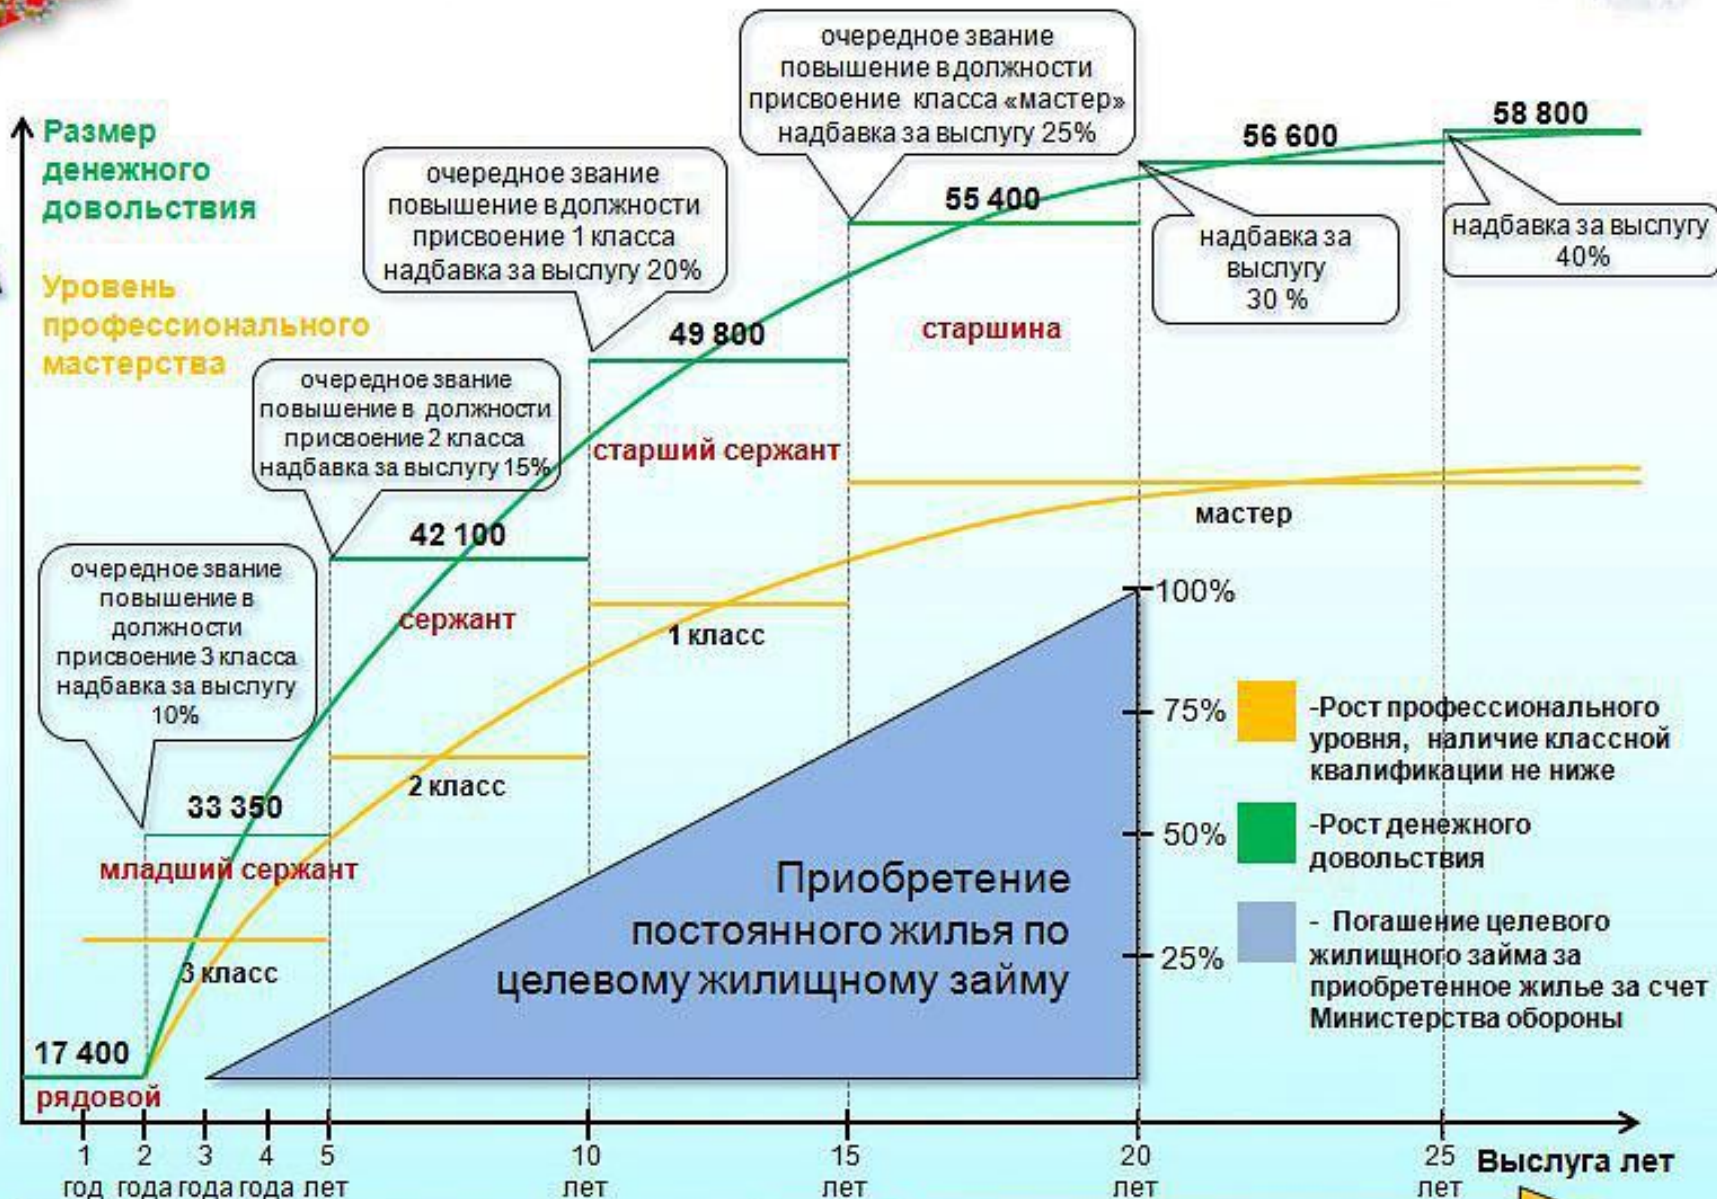 очередное звание
повышение в должности
присвоение класса «мастер»
надбавка за выслугу 25%
58 800
56 600
Размер
денежного
довольствия
очередное звание
повышение в должности
присвоение 1 класса
надбавка за выслугу 20%
55 400
надбавка за
выслугу
30 %
надбавка за выслугу
40%
Уровень
профессионального
мастерства
49 800
старшина
очередное звание
повышение в должности
присвоение 2 класса
надбавка за выслугу 15%
старший сержант
42 100
мастер
очередное звание
повышение в
должности
присвоение 3 класса
надбавка за выслугу
10%
сержант
1 класс
100%
75%
50%
25%
2 класс
33 350
младший сержант
3 класс
Приобретение
постоянного жилья по
целевому жилищному займу
-Рост профессионального
уровня, наличие классной
квалификации не ниже
-Рост денежного
довольствия
- Погашение целевого
жилищного займа за
приобретенное жилье за счет
Министерства обороны
17 400
рядовой
1 2 3 4 5 10 15 20 25
год года года года лет лет лет лет лет
Выслуга лет